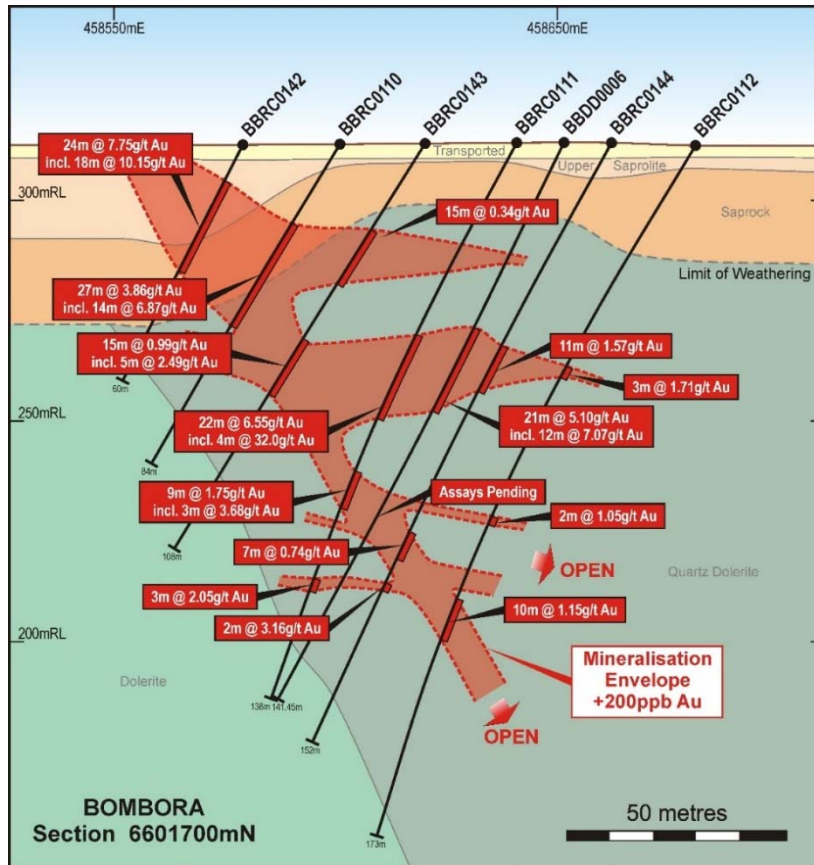 458550mE
458650mE
BBRC0142
BBRC0110
BBRC0143
BBRC0111
BBDD0006
BBRC0144
BBRC0112
24m @ 7.75g/t Au
incl. 18m @ 10.15g/t Au
Transported
Upper
Saprolite
300mRL
Saprock
15m @ 0.34g/t Au
Limit of Weathering
27m @ 3.86g/t Au
incl. 14m @ 6.87g/t Au
15m @ 0.99g/t Au
incl. 5m @ 2.49g/t Au
11m @ 1.57g/t Au
3m @ 1.71g/t Au
60m
250mRL
22m @ 6.55g/t Au
incl. 4m @ 32.0g/t Au
21m @ 5.10g/t Au
incl. 12m @ 7.07g/t Au
84m
9m @ 1.75g/t Au
incl. 3m @ 3.68g/t Au
Assays Pending
2m @ 1.05g/t Au
108m
7m @ 0.74g/t Au
OPEN
Quartz Dolerite
3m @ 2.05g/t Au
2m @ 3.16g/t Au
10m @ 1.15g/t Au
200mRL
Dolerite
Mineralisation
Envelope
+200ppb Au
138m
141.45m
OPEN
152m
BOMBORA
Section 6601700mN
50 metres
173m